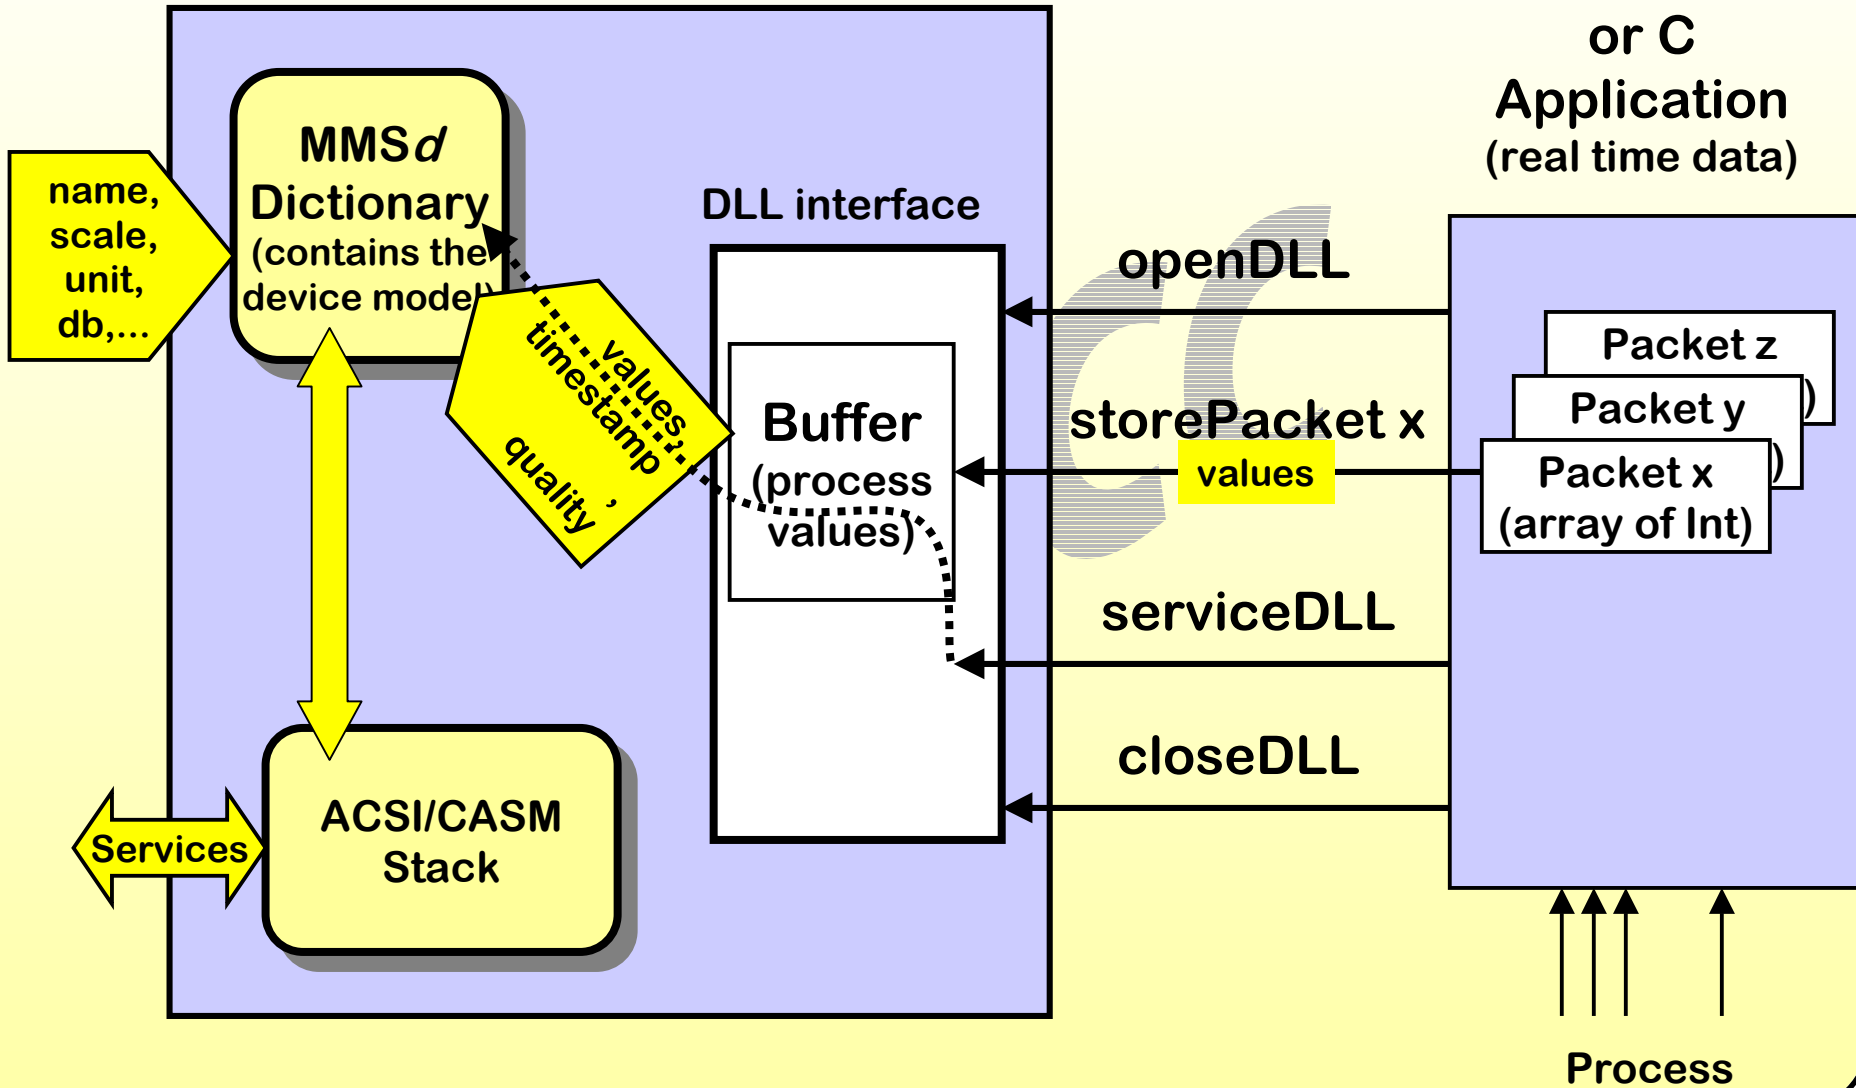 or C
Application
(real time data)
MMSd
Dictionary
(contains the
device model)
name,
scale,
unit,
db,...
DLL interface
values,
timestamp
,
quality
Buffer
(process
values)
openDLL
storePacket x
values
serviceDLL
closeDLL
Packet z
)
Packet y
)
Packet x
(array of Int)
ACSI/CASM
Stack
Services
Process